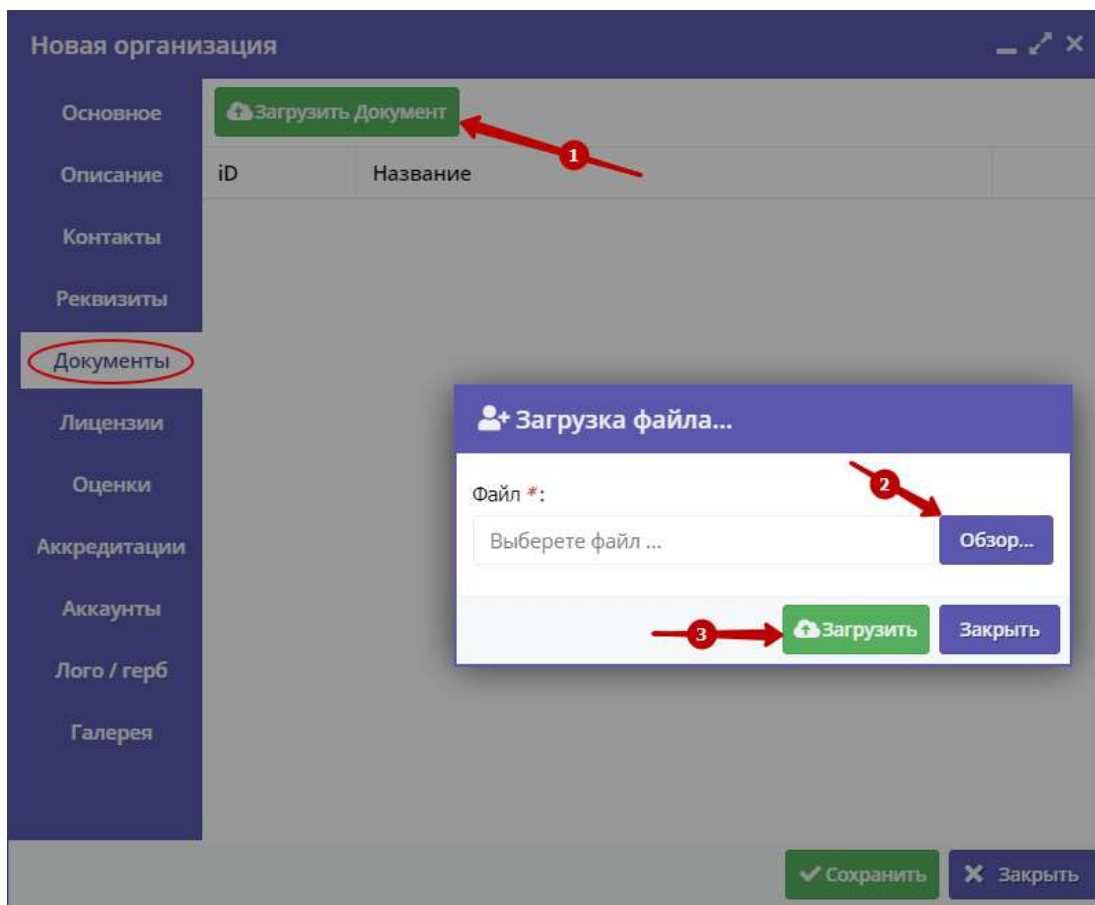 Новая организация
Основное
Загрузить Документ
1
Описание
iD
Название
Контакты
Реквизиты
Документы
Лицензии
Загрузка файла...
Оценки
Файл *:
2
Выберете файл ...
Обзор...
Аккредитации
Аккаунты
3
Загрузить
Закрыть
Лого / герб
Галерея
Сохранить
Закрыть